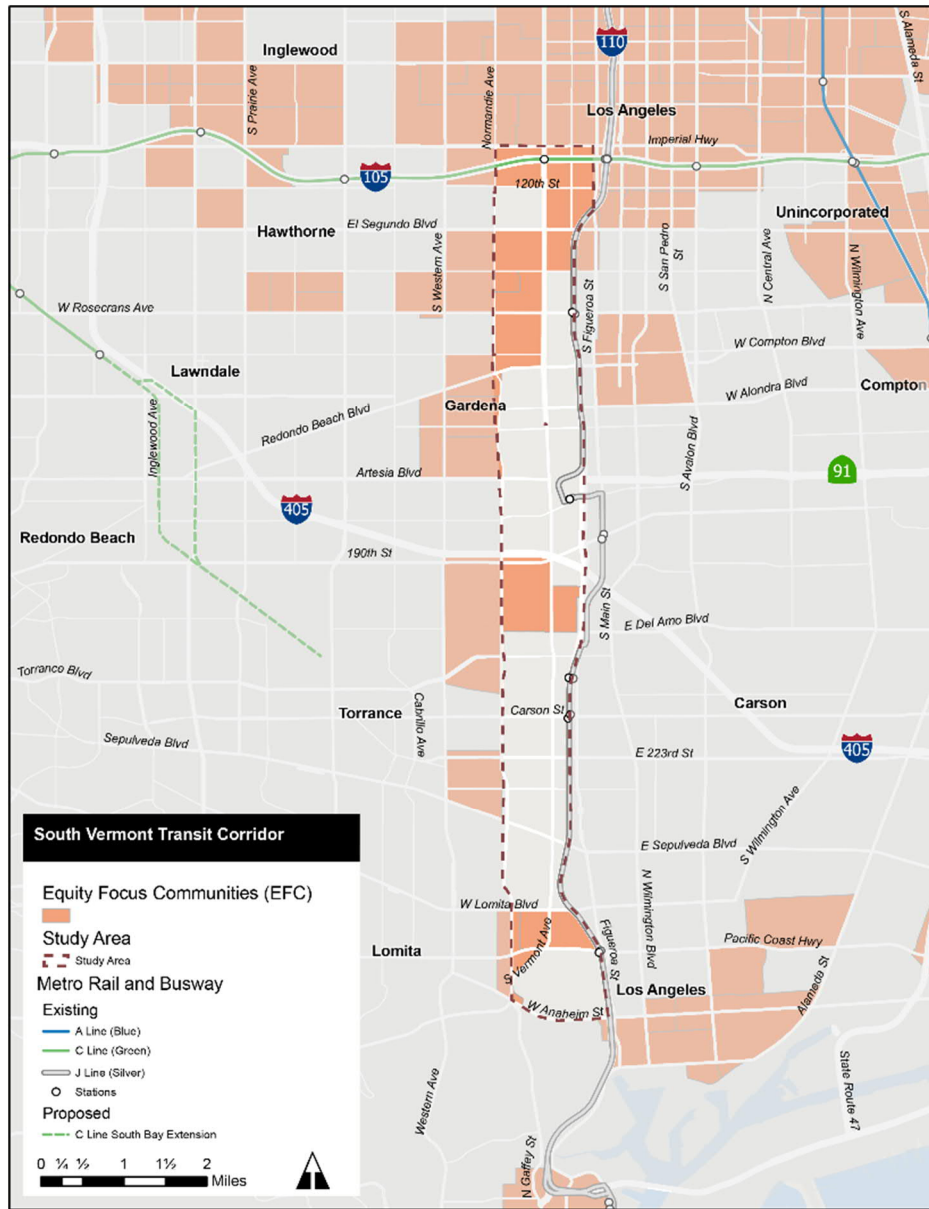 Inglewood
110
S Alameda St
S Prairie Ave
Normandie Ave
Los Angeles
Imperial Hwy
105
120th St
El Segundo Blvd
Hawthorne
Unincorporated
S Western Ave
S San Pedro
St
N Central Ave
N Wilmington Ave
W Rosecrans Ave
S Figueroa St
W Compton Blvd
Lawndale
W Alondra Blvd
Compton
Gardena
Redondo Beach Blvd
Inglewood Ave
S Avalon Blvd
Artesia Blvd
91
405
Redondo Beach
190th St
S Main St
E Del Amo Blvd
Torranco Blvd
Cabrillo Ave
Torrance
Carson St
Carson
Sepulveda Blvd
E 223rd St
405
S Wilmington Ave
South Vermont Transit Corridor
E Sepulveda Blvd
N Wilmington Blvd
Equity Focus Communities (EFC)
W Lomita Blvd
S Vermont Ave
Figueroa St
Pacific Coast Hwy
Study Area
Study Area
Lomita
Alameda St
Metro Rail and Busway
Los Angeles
W Anaheim St
Existing
A Line (Blue)
C Line (Green)
J Line (Silver)
Stations
Western Ave
State Route 47
Proposed
C Line South Bay Extension
N Gaffey St
0 ¼ ½ 1 1½ 2
Miles